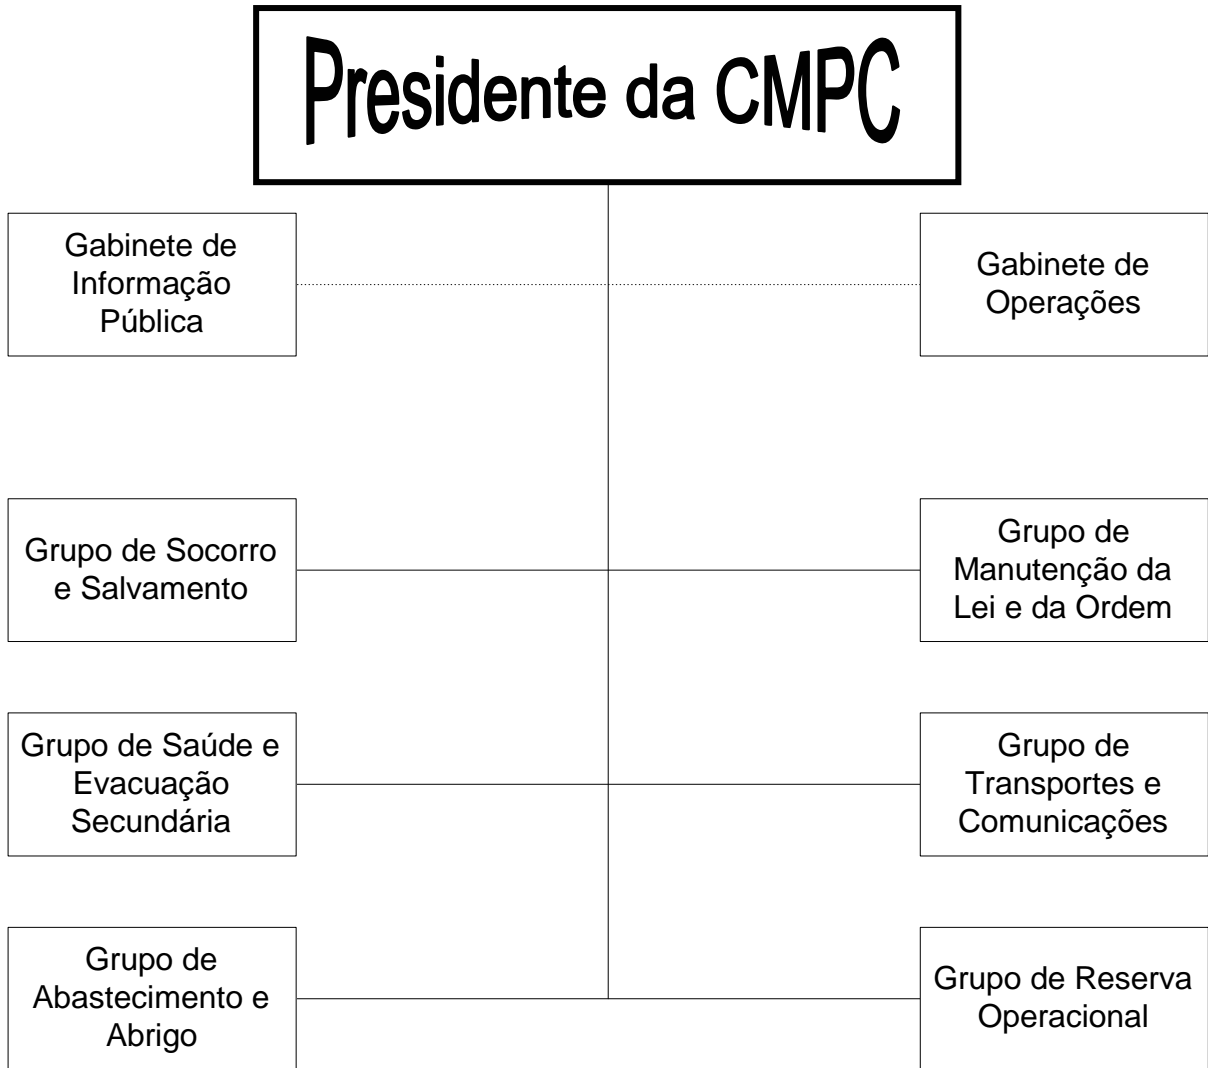 Presidente da CMPC
Gabinete de
Informação
Pública
Gabinete de
Operações
Grupo de Socorro
e Salvamento
Grupo de
Manutenção da
Lei e da Ordem
Grupo de Saúde e
Evacuação
Secundária
Grupo de
Transportes e
Comunicações
Grupo de
Abastecimento e
Abrigo
Grupo de Reserva
Operacional